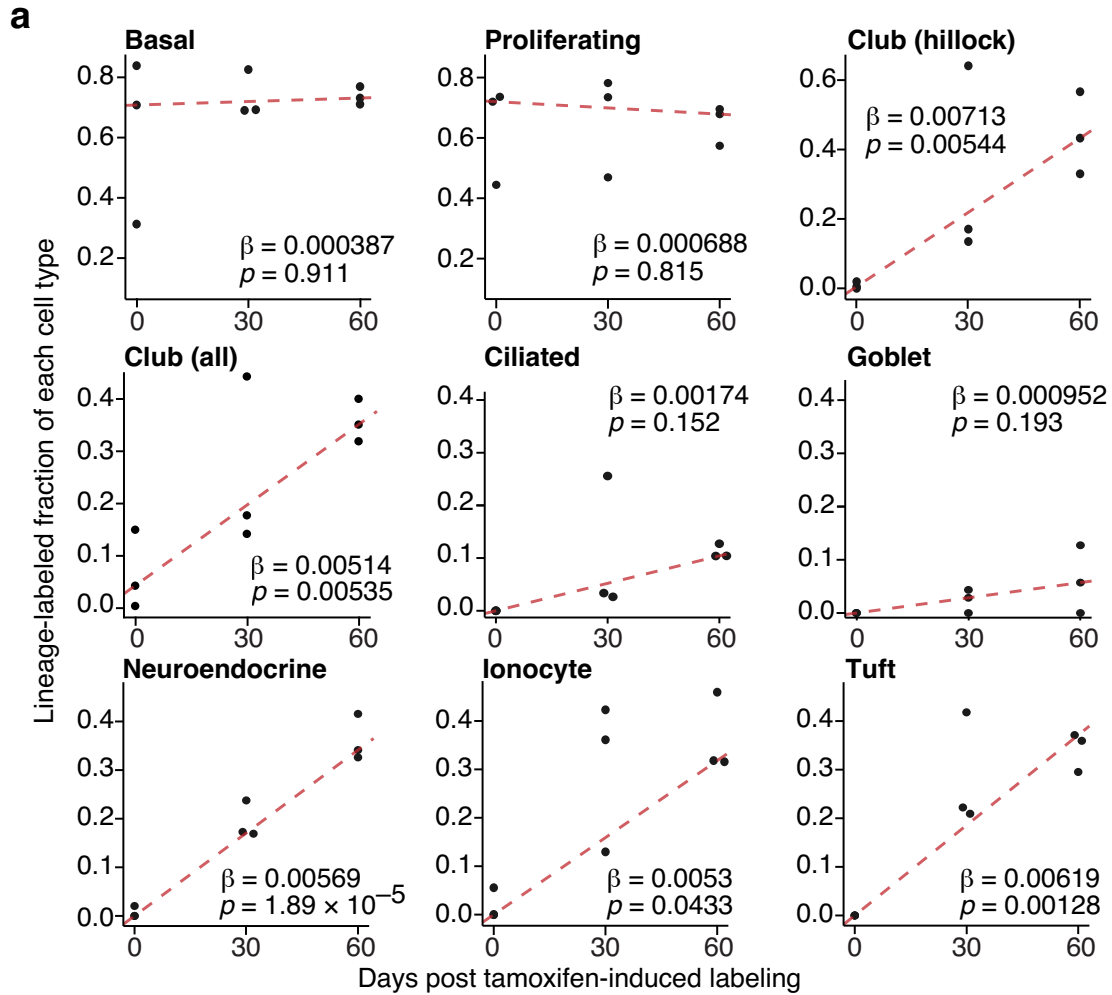 a
Lineage-labeled fraction of each cell type
Basal
0.8
0.6
0.4
0.2
β = 0.000387
p = 0.911
0 30 60
Proliferating
0.8
0.6
0.4
0.2
β = 0.000688
p = 0.815
0 30 60
Club (hillock)
0.6
0.4
0.2
0.0
β = 0.00713
p = 0.00544
0 30 60
Club (all)
0.4
0.3
0.2
0.1
0.0
β = 0.00514
p = 0.00535
0 30 60
Ciliated
0.4
0.3
0.2
0.1
0.0
β = 0.00174
p = 0.152
0 30 60
Goblet
0.4
0.3
0.2
0.1
0.0
β = 0.000952
p = 0.193
0 30 60
Neuroendocrine
0.4
0.3
0.2
0.1
0.0
β = 0.00569
p = 1.89 × 10⁻⁵
0 30 60
Ionocyte
0.4
0.3
0.2
0.1
0.0
β = 0.0053
p = 0.0433
0 30 60
Tuft
0.4
0.3
0.2
0.1
0.0
β = 0.00619
p = 0.00128
0 30 60
Days post tamoxifen-induced labeling